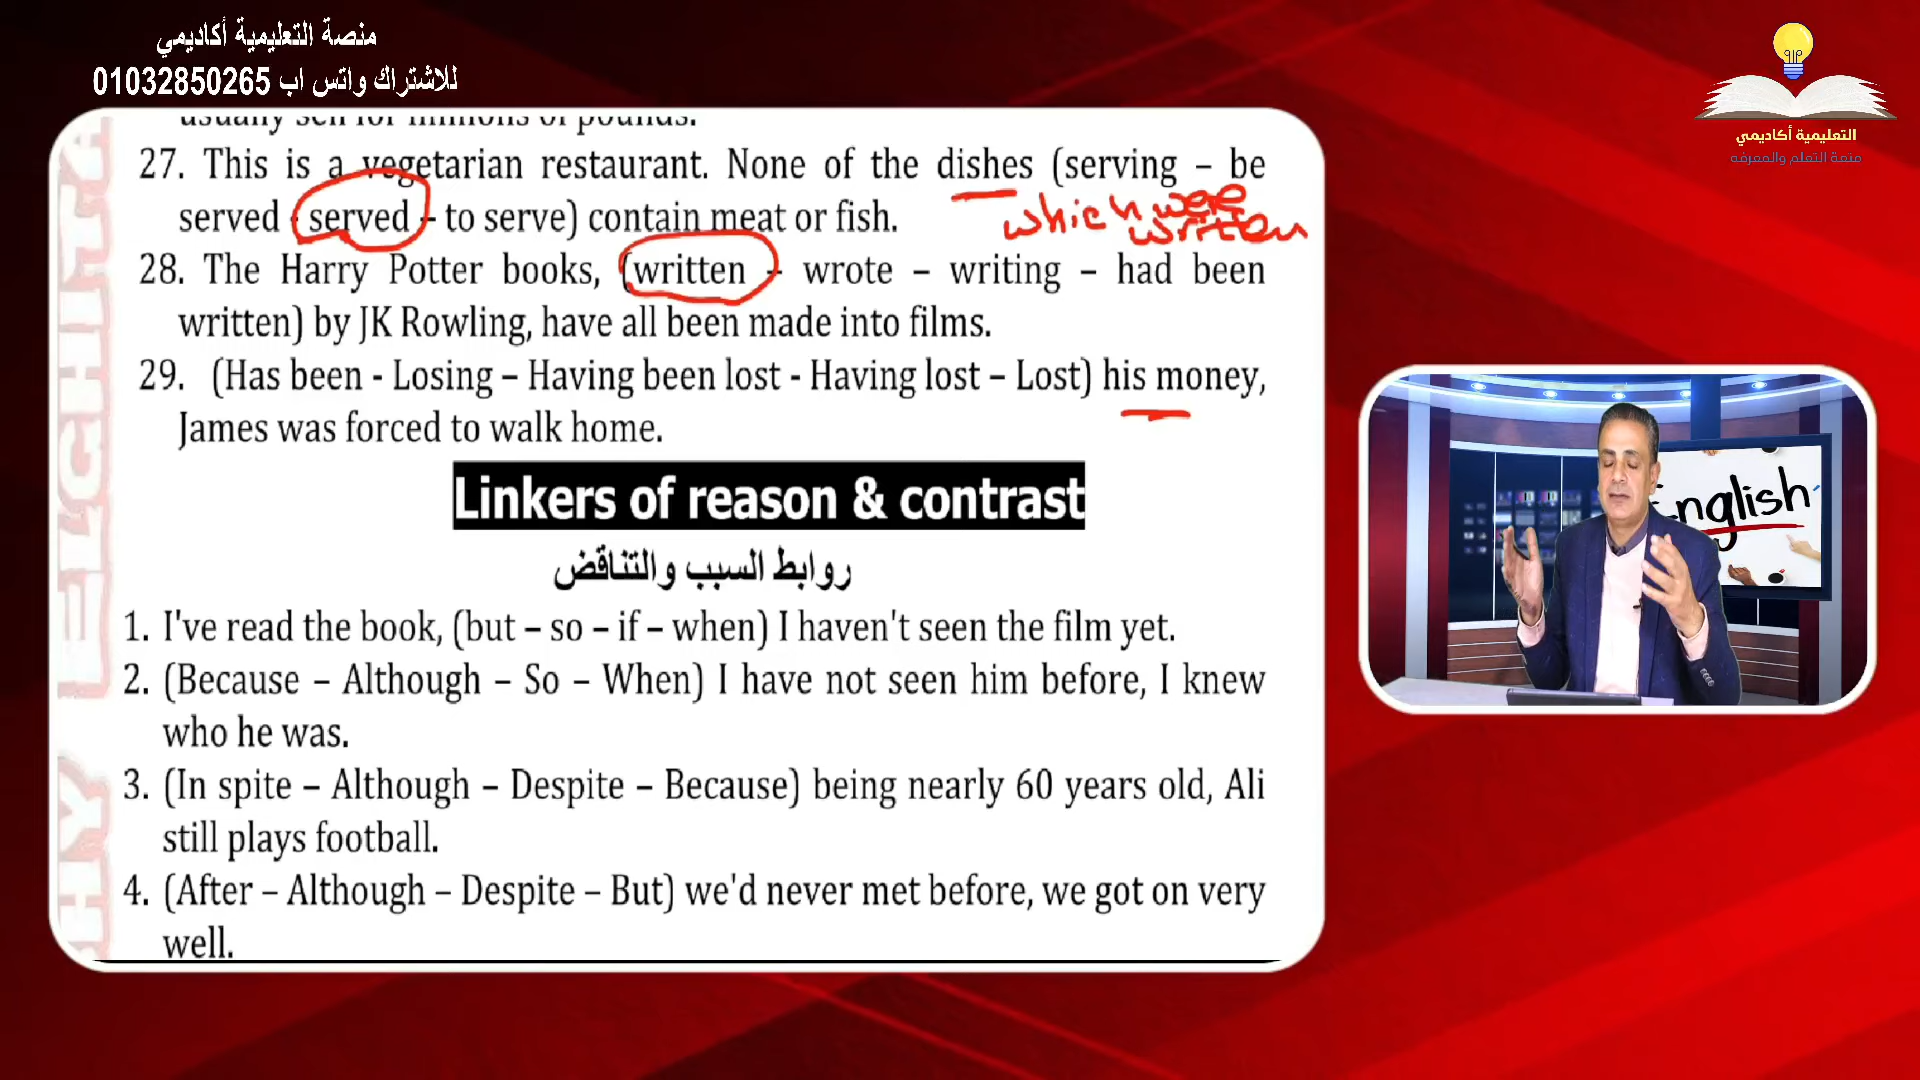 منصة التعليمية أكاديمي
للاشتراك واتس اب 01032850265
التعليمية أكاديمي
منصة التعلم والمعرفه
usually sell for millions of pounds.
27. This is a vegetarian restaurant. None of the dishes (serving – be
served - served - to serve) contain meat or fish.
which were
written
28. The Harry Potter books, (written - wrote – writing – had been
written) by JK Rowling, have all been made into films.
29. (Has been - Losing – Having been lost - Having lost – Lost) his money,
James was forced to walk home.
Linkers of reason & contrast
روابط السبب والتناقض
1. I've read the book, (but – so – if – when) I haven't seen the film yet.
2. (Because – Although – So – When) I have not seen him before, I knew
who he was.
3. (In spite – Although – Despite – Because) being nearly 60 years old, Ali
still plays football.
4. (After – Although – Despite – But) we'd never met before, we got on very
well.
English